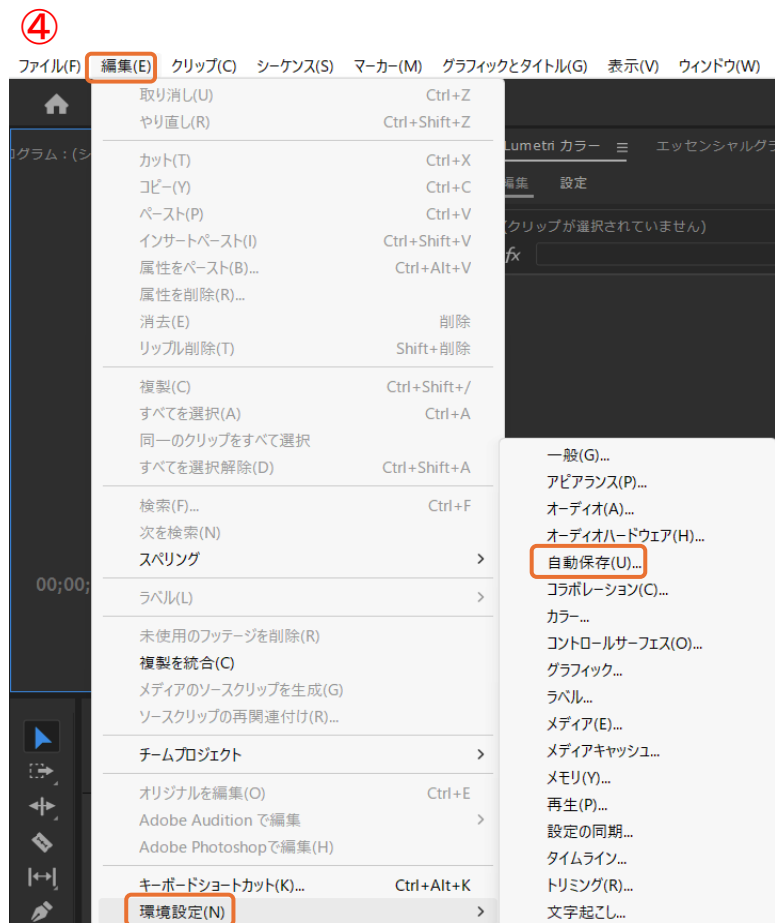 ④
ファイル(F) 編集(E) クリップ(C) シーケンス(S) マーカー(M) グラフィックとタイトル(G) 表示(V) ウィンドウ(W)
取り消し(U) Ctrl+Z
やり直し(R) Ctrl+Shift+Z
カット(T) Ctrl+X
コピー(Y) Ctrl+C
ペースト(P) Ctrl+V
インサートペースト(I) Ctrl+Shift+V
属性をペースト(B)... Ctrl+Alt+V
属性を削除(R)...
消去(E) 削除
リップル削除(T) Shift+削除
複製(C) Ctrl+Shift+/
すべてを選択(A) Ctrl+A
同一のクリップをすべて選択
すべてを選択解除(D) Ctrl+Shift+A
検索(F)... Ctrl+F
次を検索(N)
スペリング
ラベル(L)
未使用のフッテージを削除(R)
複製を統合(C)
メディアのソースクリップを生成(G)
ソースクリップの再関連付け(R)...
チームプロジェクト
オリジナルを編集(O) Ctrl+E
Adobe Audition で編集
Adobe Photoshopで編集(H)
キーボードショートカット(K)... Ctrl+Alt+K
環境設定(N)
ログラム：(シ
00;00;
Lumetri カラー エッセンシャルグラ
編集 設定
(クリップが選択されていません)
fx
一般(G)...
アピアランス(P)...
オーディオ(A)...
オーディオハードウェア(H)...
自動保存(U)...
コラボレーション(C)...
カラー...
コントロールサーフェス(O)...
グラフィック...
ラベル...
メディア(E)...
メディアキャッシュ...
メモリ(Y)...
再生(P)...
設定の同期...
タイムライン...
トリミング(R)...
文字起こし...